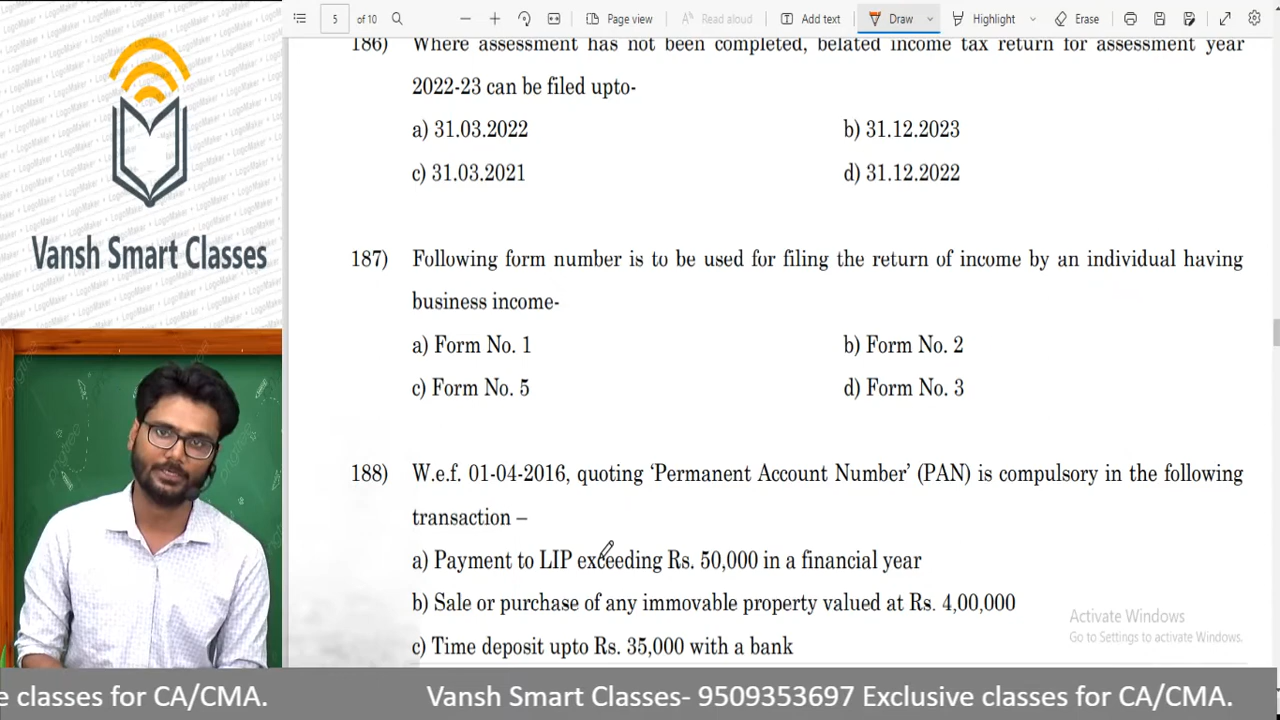 5 of 10
Page view
Read aloud
Add text
Draw
Highlight
Erase
186) Where assessment has not been completed, belated income tax return for assessment year
2022-23 can be filed upto-
a) 31.03.2022 b) 31.12.2023
c) 31.03.2021 d) 31.12.2022
Vansh Smart Classes
187) Following form number is to be used for filing the return of income by an individual having
business income-
a) Form No. 1 b) Form No. 2
c) Form No. 5 d) Form No. 3
188) W.e.f. 01-04-2016, quoting ‘Permanent Account Number’ (PAN) is compulsory in the following
transaction –
a) Payment to LIP exceeding Rs. 50,000 in a financial year
b) Sale or purchase of any immovable property valued at Rs. 4,00,000
c) Time deposit upto Rs. 35,000 with a bank
Activate Windows
Go to Settings to activate Windows.
e classes for CA/CMA. Vansh Smart Classes- 9509353697 Exclusive classes for CA/CMA.